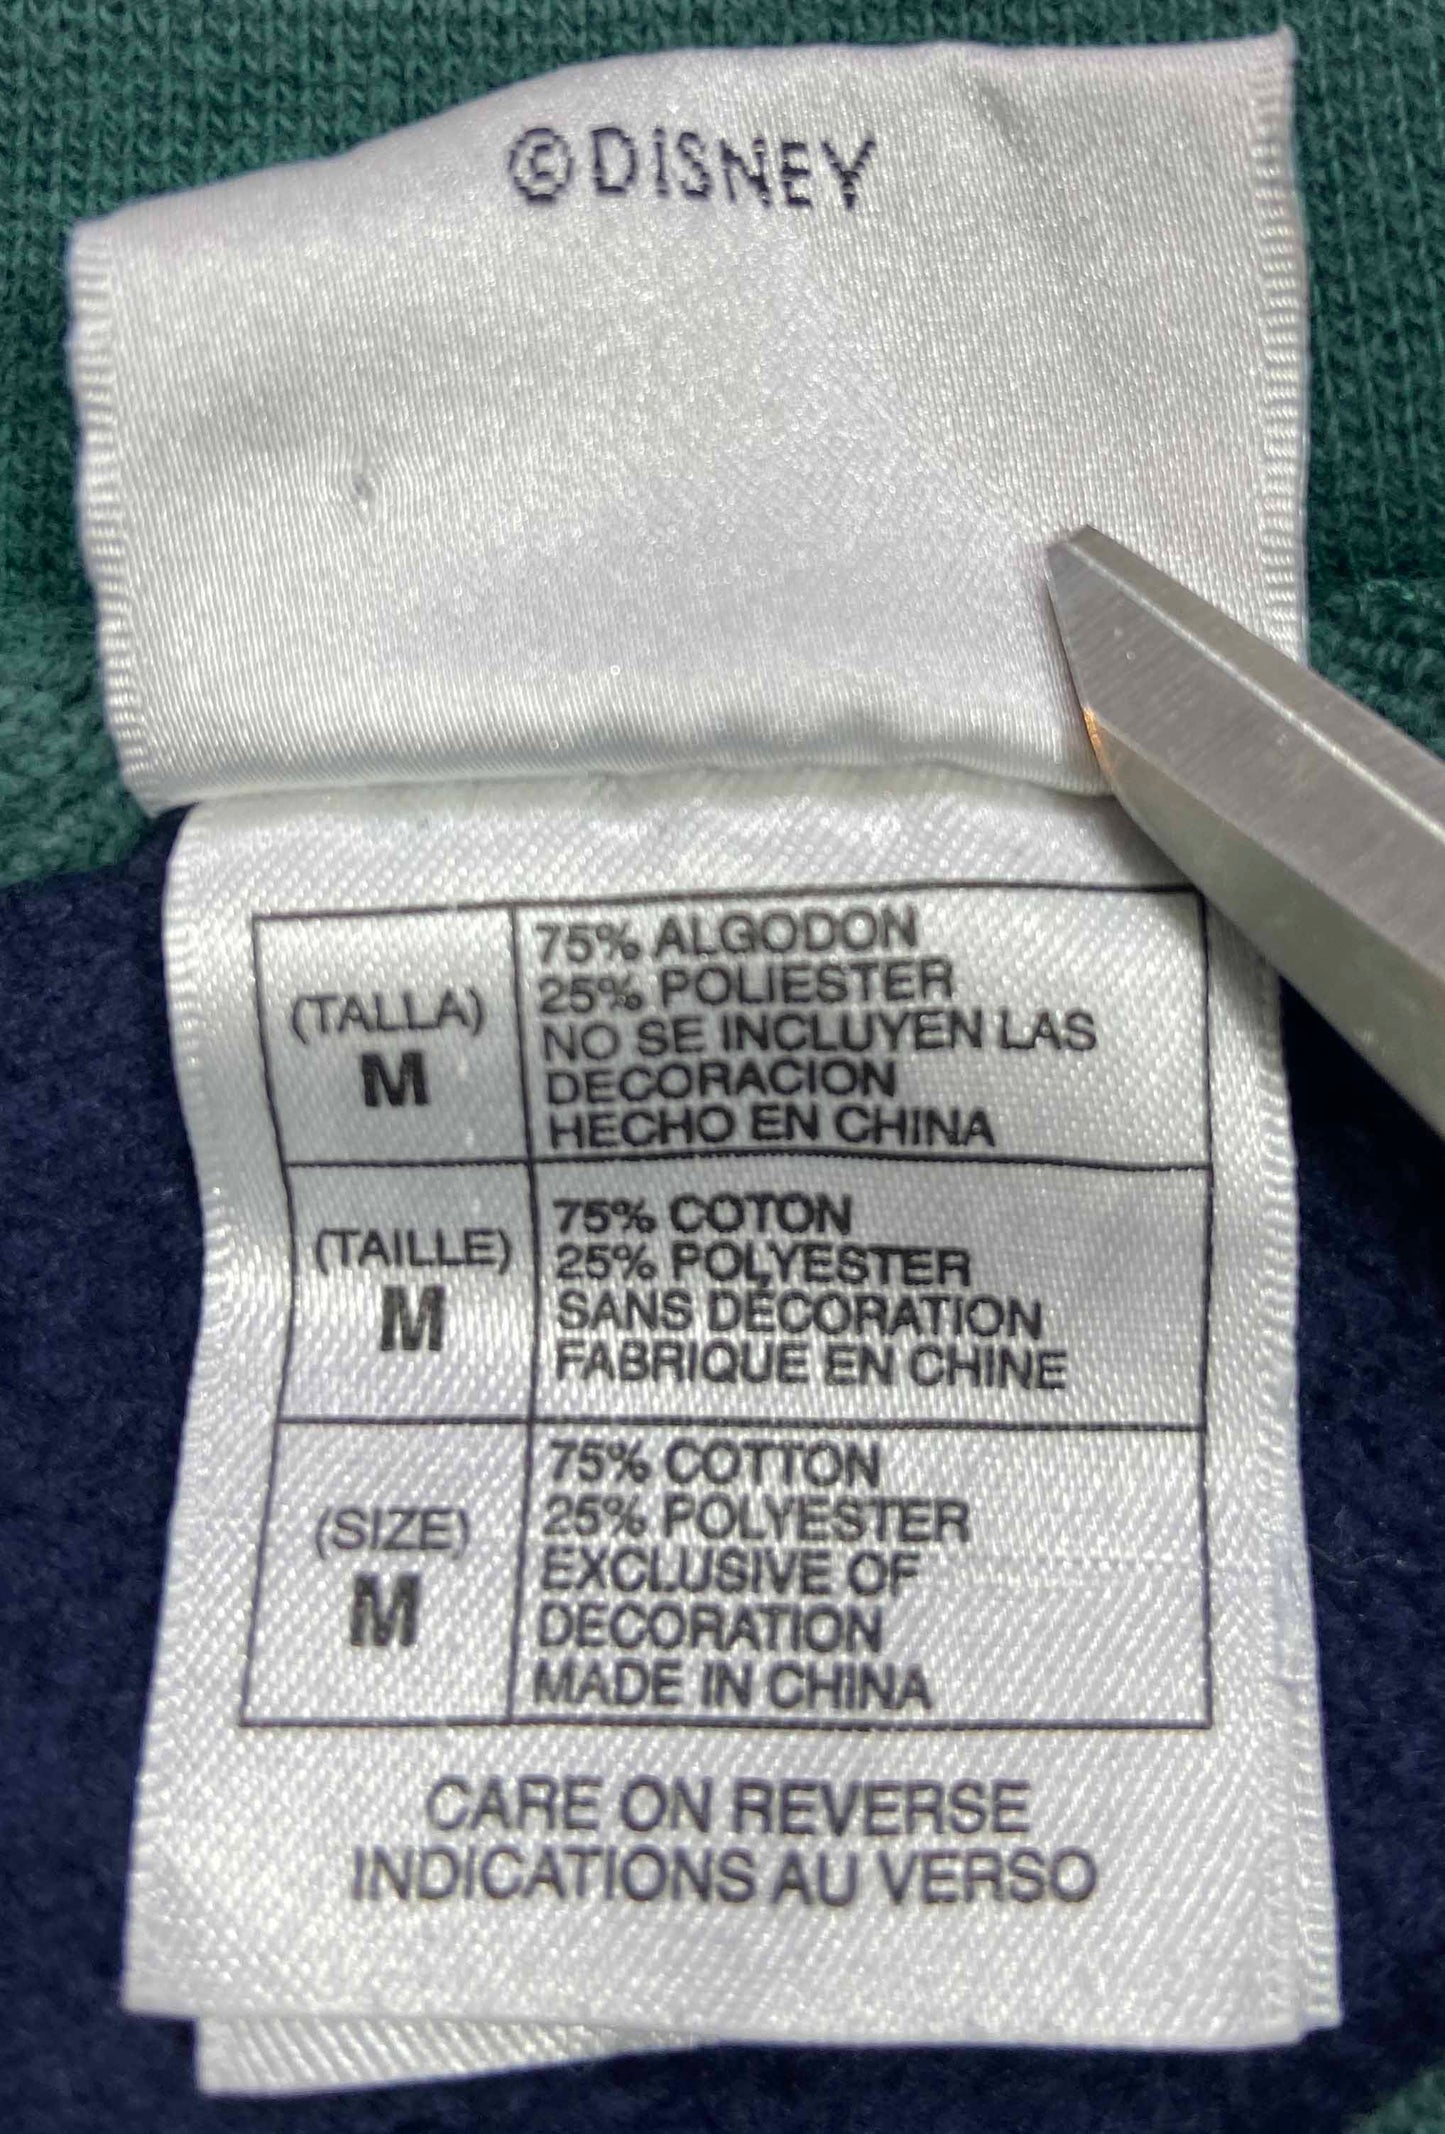 ©DiSNEY
(TALLA)
M
75% ALGODON
25% POLIESTER
NO SE INCLUYEN LAS
DECORACION
HECHO EN CHINA
(TAILLE)
M
75% COTON
25% POLYESTER
SANS DÉCORATION
FABRIQUE EN CHINE
(SIZE)
M
75% COTTON
25% POLYESTER
EXCLUSIVE OF
DECORATION
MADE IN CHINA
CARE ON REVERSE
INDICATIONS AU VERSO